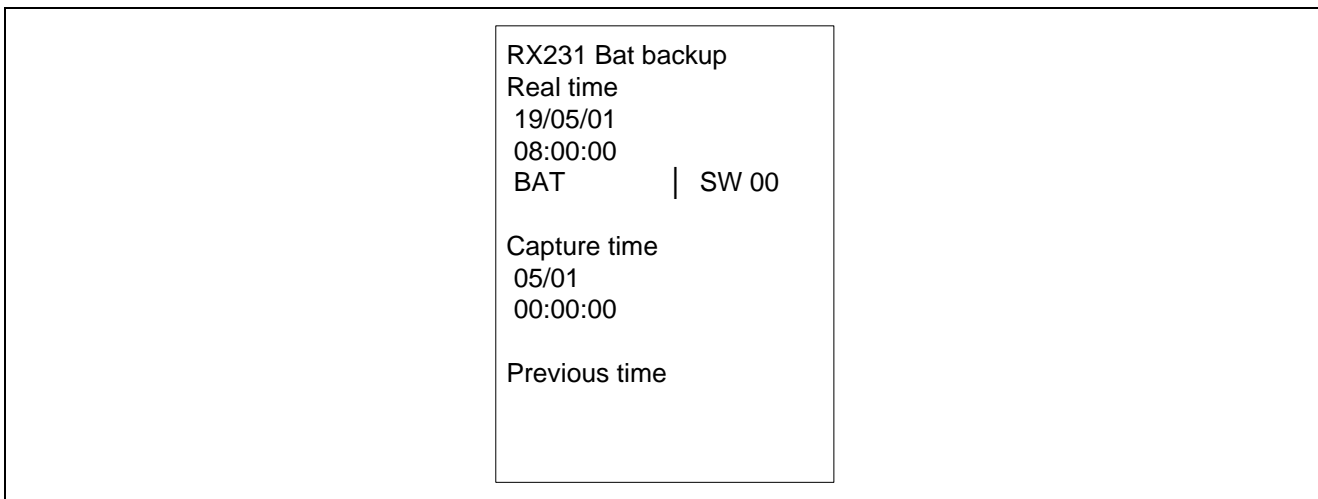 RX231 Bat backup
Real time
19/05/01
08:00:00
BAT | SW 00
Capture time
05/01
00:00:00
Previous time